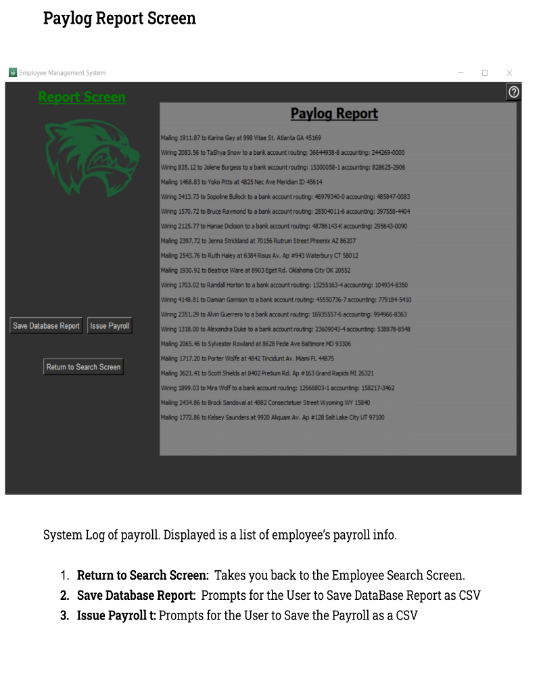 Paylog Report Screen
Employee Management System
Report Screen
Paylog Report
Mailing 1911.87 to Karina Gay at 998 Vitae St. Atlanta GA 45169
Wiring 2083.56 to TaShya Snow to a bank account routing: 36644938-8 accounting: 244269-0000
Wiring 835.12 to Jolene Burgess to a bank account routing: 15300058-1 accounting: 828625-2906
Mailing 1468.83 to Yoko Pitts at 4825 Nec Ave Meridian ID 45614
Wiring 3413.75 to Sopoline Bullock to a bank account routing: 46979340-0 accounting: 485847-0083
Wiring 1570.72 to Bruce Raymond to a bank account routing: 28504011-6 accounting: 397558-4404
Wiring 2125.77 to Hanae Dickson to a bank account routing: 48786143-K accounting: 295643-0090
Mailing 2397.72 to Jenna Strickland at 70156 Rutrum Street Phoenix AZ 86207
Mailing 2543.76 to Ruth Haley at 6384 Risus Av. Ap #943 Waterbury CT 58012
Mailing 1930.92 to Beatrice Ware at 8903 Eget Rd. Oklahoma City OK 20552
Wiring 1703.02 to Randall Horton to a bank account routing: 13255163-4 accounting: 104934-8350
Wiring 4148.81 to Damian Garrison to a bank account routing: 45550736-7 accounting: 779184-5410
Wiring 2351.29 to Alvin Guerrero to a bank account routing: 16935557-6 accounting: 994966-8363
Wiring 1318.00 to Alexandra Duke to a bank account routing: 23609043-4 accounting: 538878-8348
Mailing 2065.46 to Sylvester Rowland at 8628 Pede Ave Baltimore MD 93306
Mailing 1717.20 to Porter Wolfe at 4842 Tincidunt Av. Miami FL 44875
Mailing 3621.41 to Scott Shields at 8402 Pretium Rd. Ap #163 Grand Rapids MI 26321
Wiring 1899.03 to Mira Wolf to a bank account routing: 12666803-1 accounting: 158217-3462
Mailing 2434.86 to Brock Sandoval at 4882 Consectetuer Street Wyoming WY 15840
Mailing 1772.86 to Kelsey Saunders at 9920 Aliquam Av. Ap #128 Salt Lake City UT 97100
Save Database Report Issue Payroll
Return to Search Screen
System Log of payroll. Displayed is a list of employee's payroll info.
1. Return to Search Screen: Takes you back to the Employee Search Screen.
2. Save Database Report: Prompts for the User to Save DataBase Report as CSV
3. Issue Payroll t: Prompts for the User to Save the Payroll as a CSV